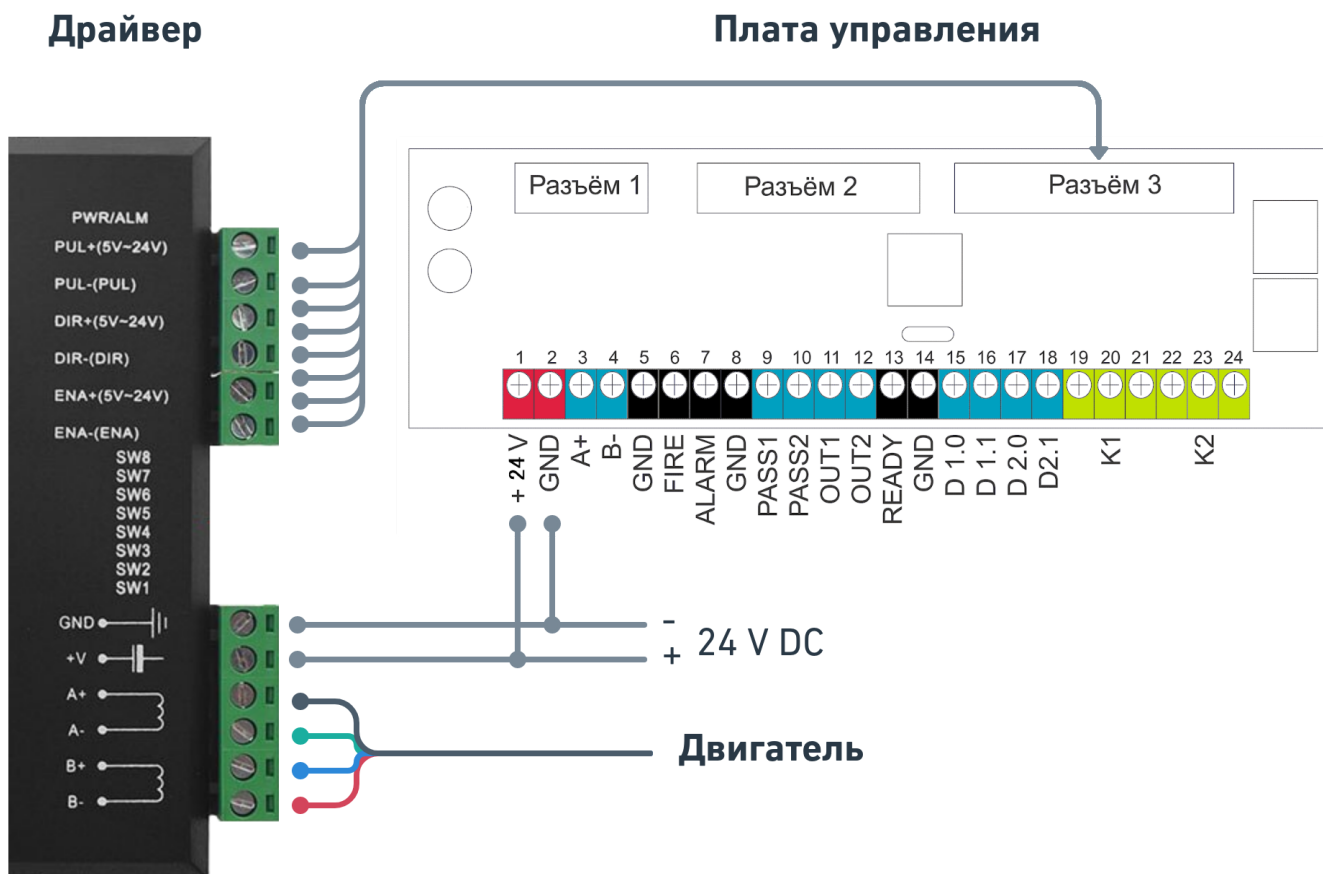 Драйвер
Плата управления
PWR/ALM
PUL+(5V~24V)
PUL-(PUL)
DIR+(5V~24V)
DIR-(DIR)
ENA+(5V~24V)
ENA-(ENA)
SW8
SW7
SW6
SW5
SW4
SW3
SW2
SW1
GND
+V
A+
A-
B+
B-
Разъём 1
Разъём 2
Разъём 3
1 2 3 4 5 6 7 8 9 10 11 12 13 14 15 16 17 18 19 20 21 22 23 24
+ 24 V
GND
A+
B-
GND
FIRE
ALARM
GND
PASS1
PASS2
OUT1
OUT2
READY
GND
D 1.0
D 1.1
D 2.0
D2.1
K1
K2
-
+
24 V DC
Двигатель